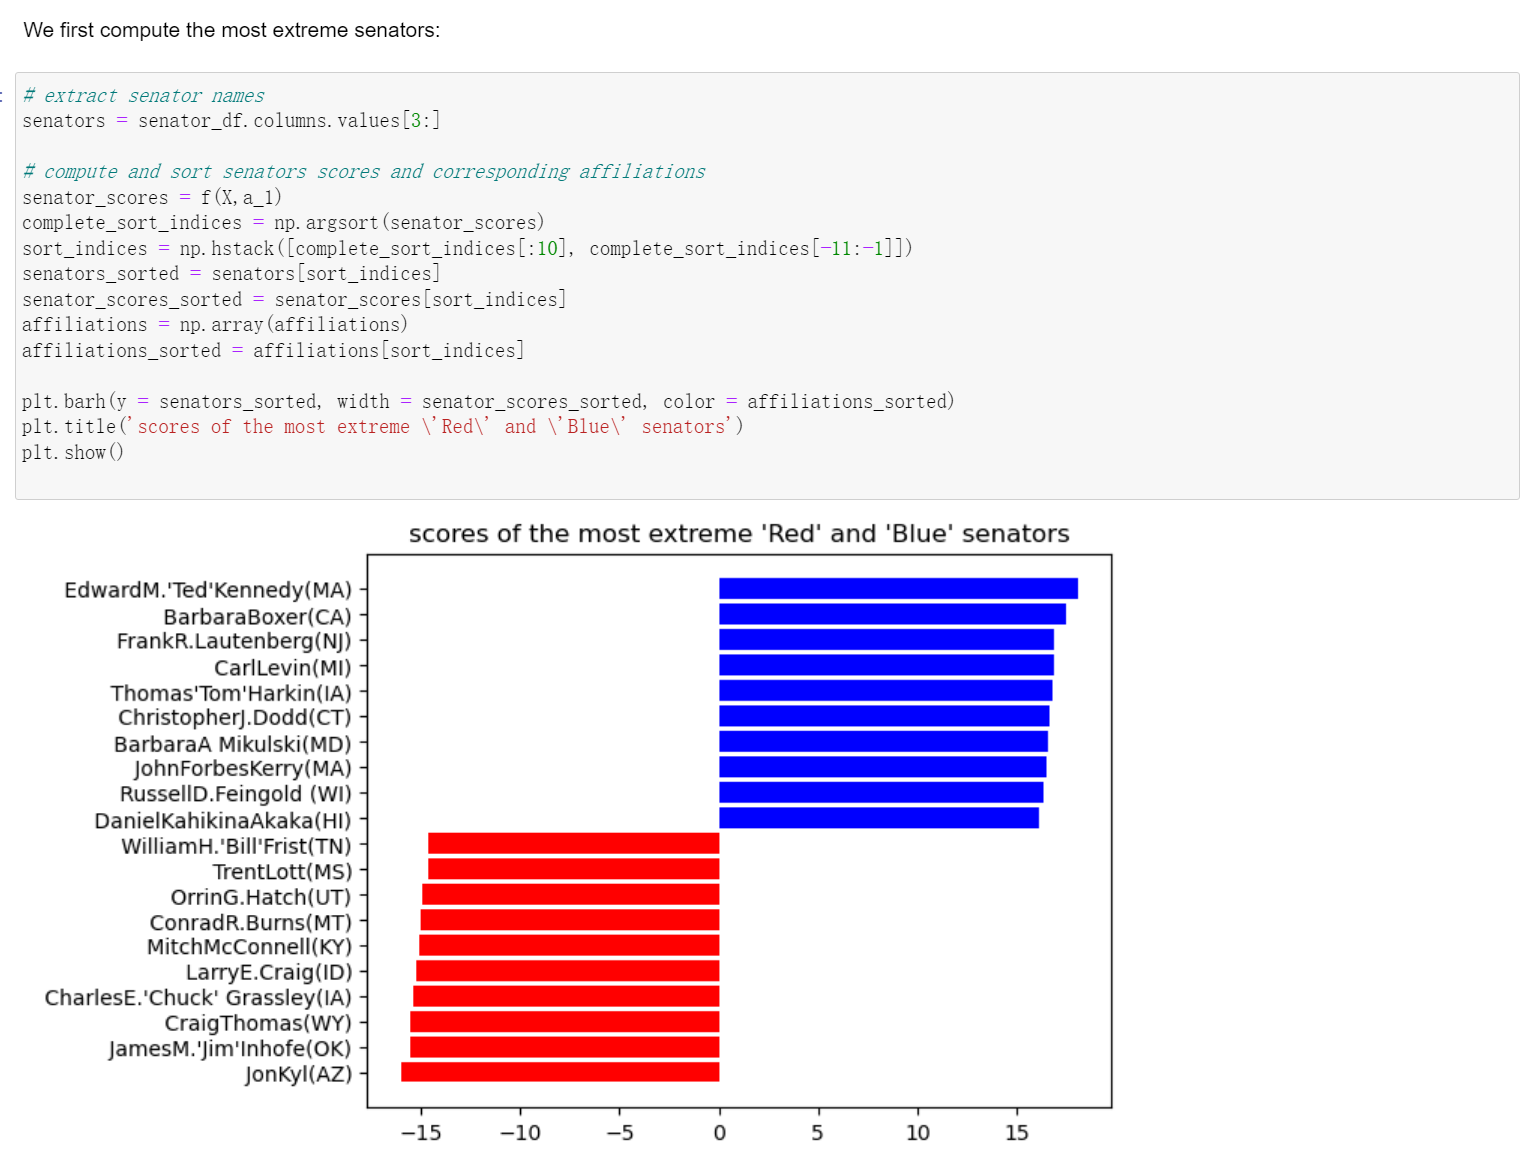 We first compute the most extreme senators:
:
# extract senator names
senators = senator_df.columns.values[3:]
# compute and sort senators scores and corresponding affiliations
senator_scores = f(X,a_1)
complete_sort_indices = np.argsort(senator_scores)
sort_indices = np.hstack([complete_sort_indices[:10], complete_sort_indices[-11:-1]])
senators_sorted = senators[sort_indices]
senator_scores_sorted = senator_scores[sort_indices]
affiliations = np.array(affiliations)
affiliations_sorted = affiliations[sort_indices]
plt.barh(y = senators_sorted, width = senator_scores_sorted, color = affiliations_sorted)
plt.title('scores of the most extreme \'Red\' and \'Blue\' senators')
plt.show()
scores of the most extreme 'Red' and 'Blue' senators
EdwardM.'Ted'Kennedy(MA)
BarbaraBoxer(CA)
FrankR.Lautenberg(NJ)
CarlLevin(MI)
Thomas'Tom'Harkin(IA)
ChristopherJ.Dodd(CT)
BarbaraA Mikulski(MD)
JohnForbesKerry(MA)
RussellD.Feingold (WI)
DanielKahikinaAkaka(HI)
WilliamH.'Bill'Frist(TN)
TrentLott(MS)
OrrinG.Hatch(UT)
ConradR.Burns(MT)
MitchMcConnell(KY)
LarryE.Craig(ID)
CharlesE.'Chuck' Grassley(IA)
CraigThomas(WY)
JamesM.'Jim'Inhofe(OK)
JonKyl(AZ)
−15 −10 −5 0 5 10 15